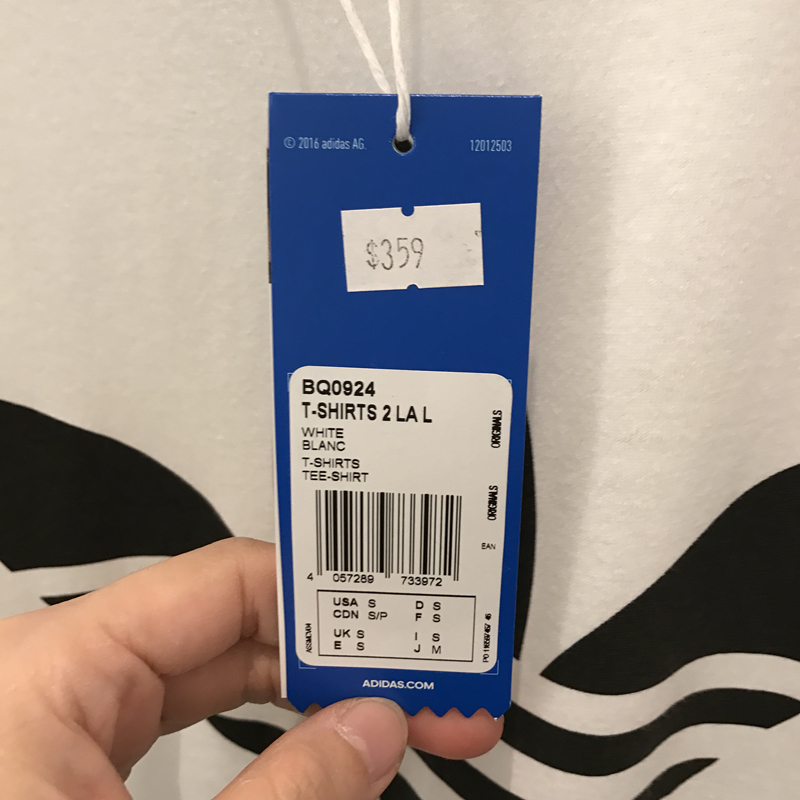 © 2016 adidas AG. 12012503
$359
BQ0924
T-SHIRTS 2 LA L
WHITE
BLANC
T-SHIRTS
TEE-SHIRT
ORIGINALS
ORIGINALS
EAN
4 057289 733972
USA S D S
CDN S/P F S
UK S I S
E S J M
ADIDAS.COM